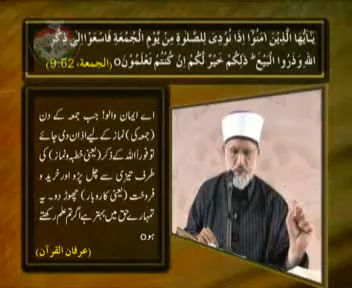 يٰٓاَيُّهَا الَّذِيْنَ اٰمَنُوْٓا اِذَا نُوْدِيَ لِلصَّلٰوةِ مِنْ يَّوْمِ الْجُمُعَةِ فَاسْعَوْا اِلٰى ذِكْرِ
اللهِ وَذَرُوا الْبَيْعَ ؕ ذٰلِكُمْ خَيْرٌ لَّكُمْ اِنْ كُنْتُمْ تَعْلَمُوْنَo
(الجمعة، 9:62)
اے ایمان والو! جب جمعہ کے دن
(جمعہ کی) نماز کے لیے اذان دی جائے
تو فوراً اللہ کے ذکر (یعنی خطبہ و نماز) کی
طرف تیزی سے چل پڑو اور خرید و
فروخت (یعنی کاروبار) چھوڑ دو۔ یہ
تمہارے حق میں بہتر ہے اگر تم علم رکھتے
ہوo
(عرفان القرآن)